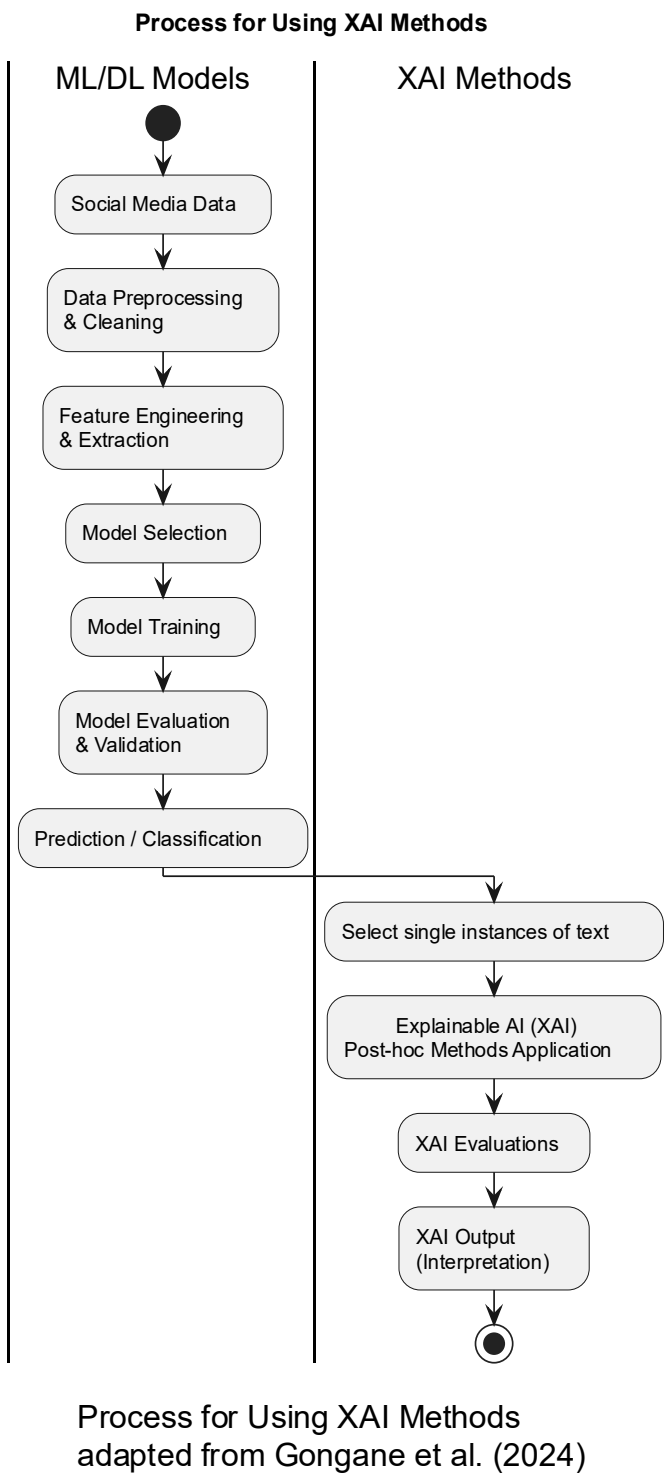 Process for Using XAI Methods
ML/DL Models
XAI Methods
Social Media Data
Data Preprocessing
& Cleaning
Feature Engineering
& Extraction
Model Selection
Model Training
Model Evaluation
& Validation
Prediction / Classification
Select single instances of text
Explainable AI (XAI)
Post-hoc Methods Application
XAI Evaluations
XAI Output
(Interpretation)
Process for Using XAI Methods
adapted from Gongane et al. (2024)